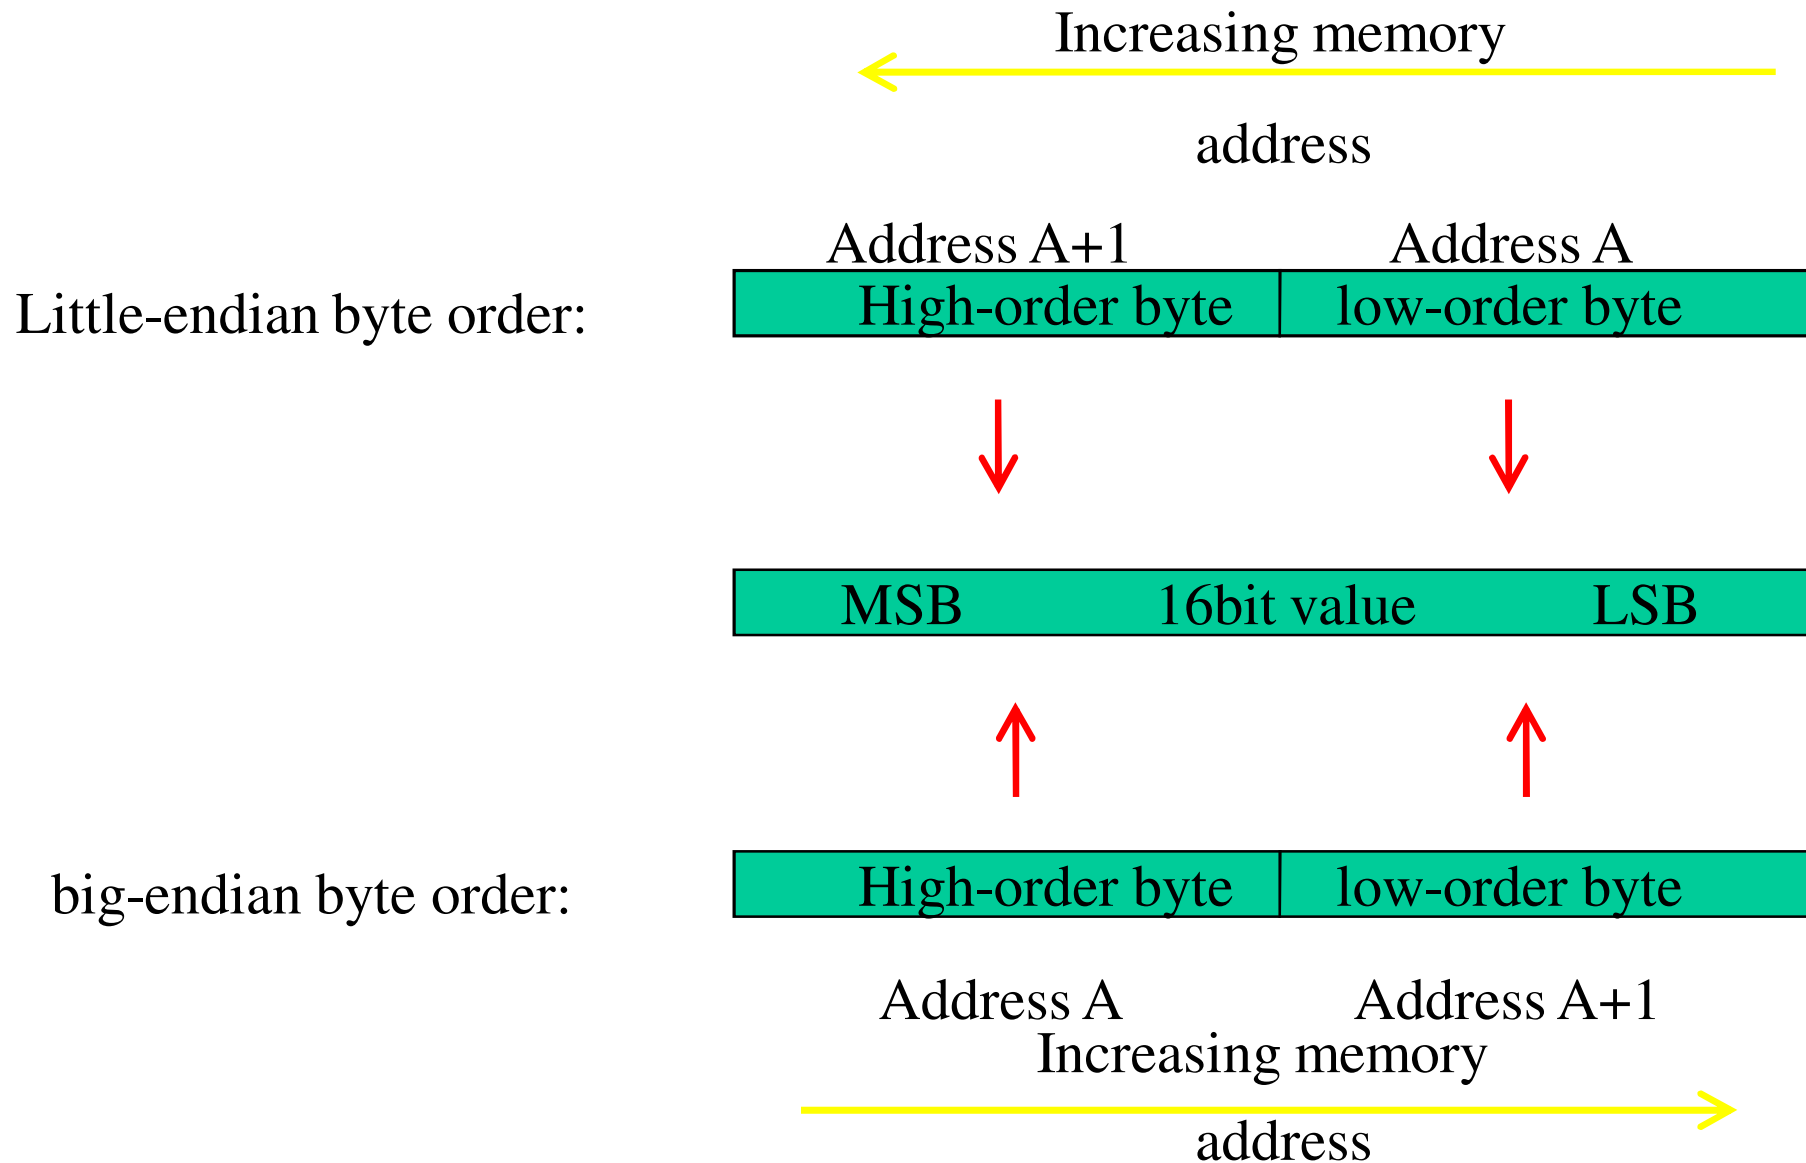 Increasing memory
address
Address A+1 Address A
Little-endian byte order: High-order byte low-order byte
MSB 16bit value LSB
big-endian byte order: High-order byte low-order byte
Address A Address A+1
Increasing memory
address